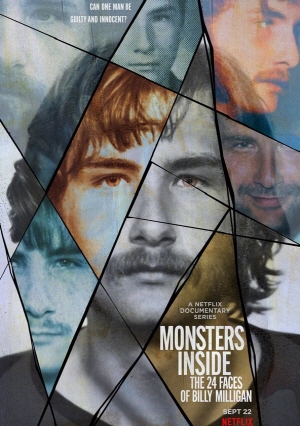 CAN ONE MAN BE
GUILTY AND INNOCENT?
A NETFLIX
DOCUMENTARY
SERIES
MONSTERS
INSIDE
THE 24 FACES
OF BILLY MILLIGAN
SEPT 22
NETFLIX